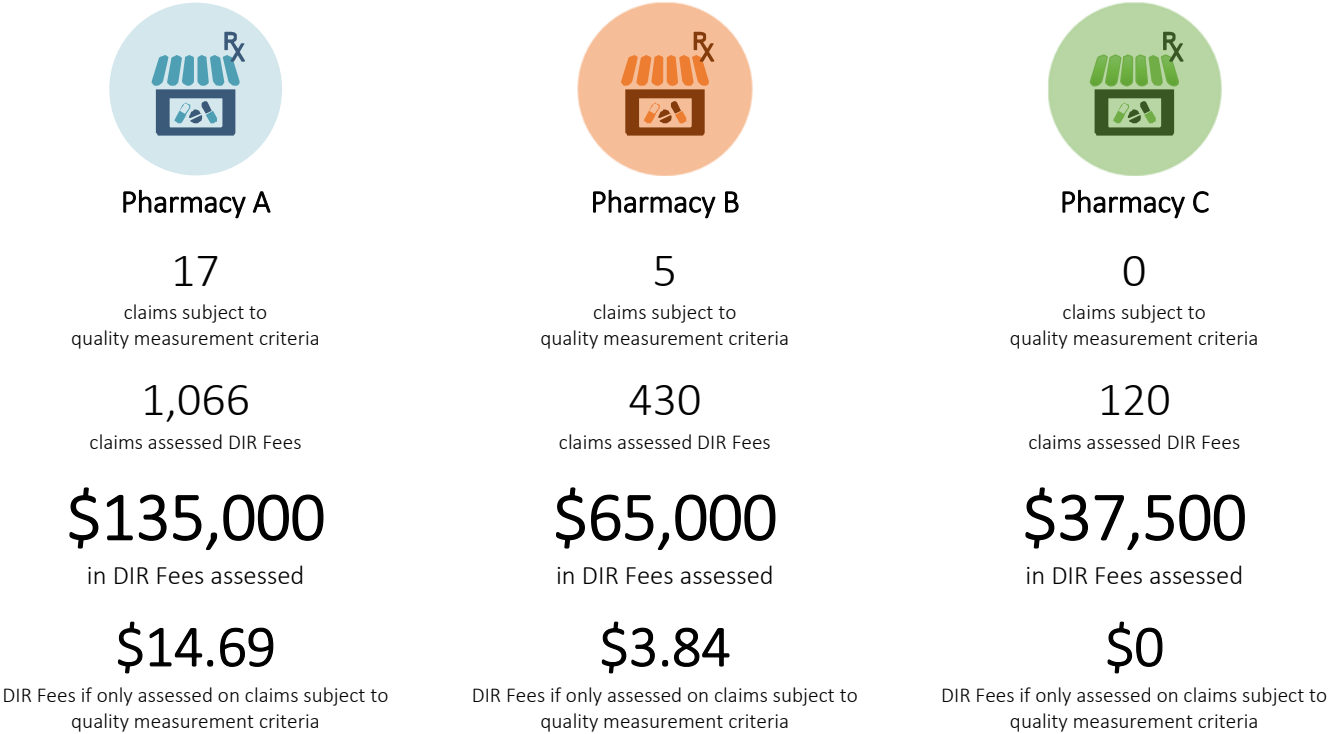 Rx
Pharmacy A
17
claims subject to
quality measurement criteria
1,066
claims assessed DIR Fees
$135,000
in DIR Fees assessed
$14.69
DIR Fees if only assessed on claims subject to
quality measurement criteria
Rx
Pharmacy B
5
claims subject to
quality measurement criteria
430
claims assessed DIR Fees
$65,000
in DIR Fees assessed
$3.84
DIR Fees if only assessed on claims subject to
quality measurement criteria
Rx
Pharmacy C
0
claims subject to
quality measurement criteria
120
claims assessed DIR Fees
$37,500
in DIR Fees assessed
$0
DIR Fees if only assessed on claims subject to
quality measurement criteria